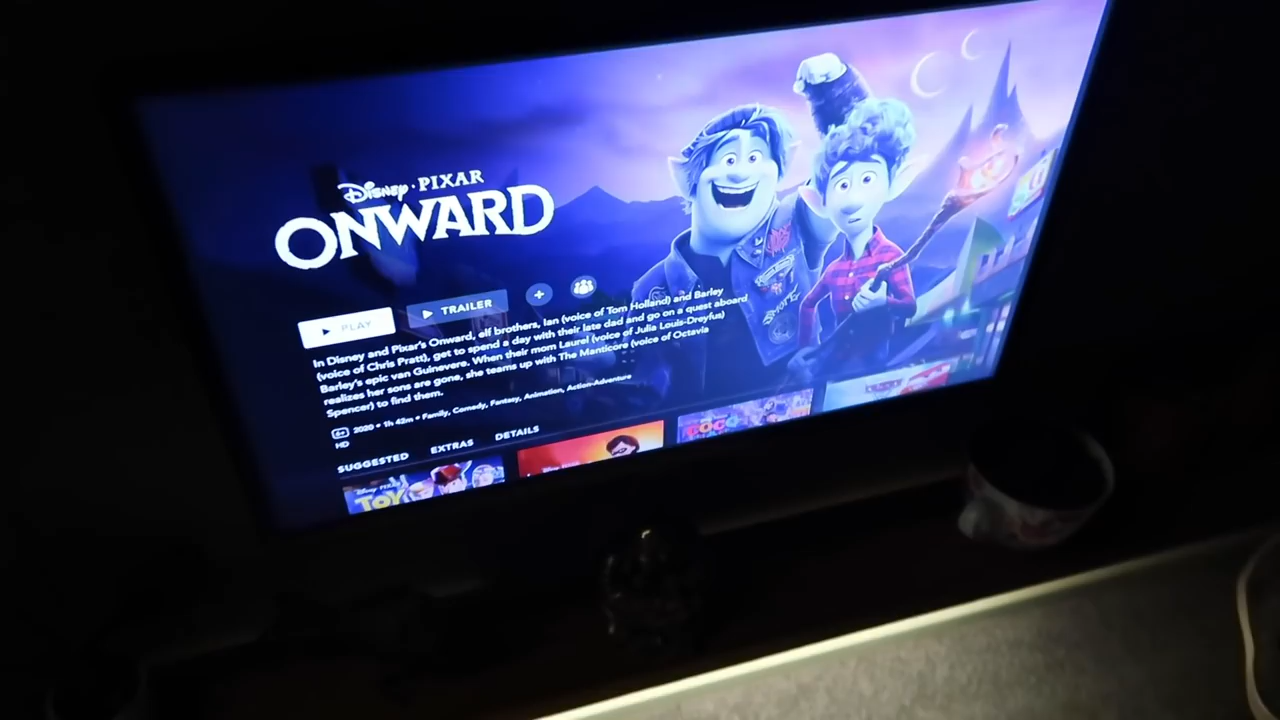 Disney · PIXAR
ONWARD
PLAY
TRAILER
In Disney and Pixar's Onward, elf brothers, Ian (voice of Tom Holland) and Barley
(voice of Chris Pratt), get to spend a day with their late dad and go on a quest aboard
Barley's epic van Guinevere. When their mom Laurel (voice of Julia Louis-Dreyfus)
realizes her sons are gone, she teams up with The Manticore (voice of Octavia
Spencer) to find them.
6+ 2020 • 1h 42m • Family, Comedy, Fantasy, Animation, Action-Adventure
HD
SUGGESTED EXTRAS DETAILS
DISNEY PIXAR
TOY
COCO